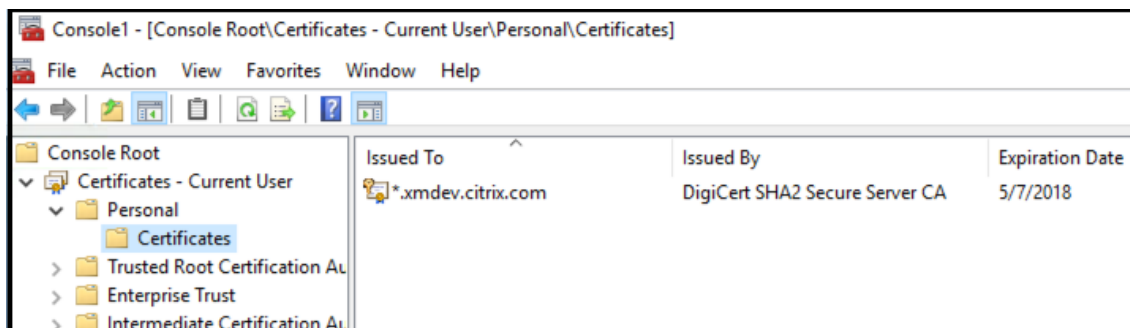 Console1 - [Console Root\Certificates - Current User\Personal\Certificates]
File Action View Favorites Window Help
Console Root
Certificates - Current User
Personal
Certificates
Trusted Root Certification Au
Enterprise Trust
Intermediate Certification Au
Issued To Issued By Expiration Date
*.xmdev.citrix.com DigiCert SHA2 Secure Server CA 5/7/2018